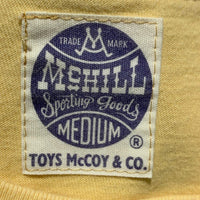 TRADE MARK
McHILL
Sporting Goods
MEDIUM
®
TOYS McCOY & CO.